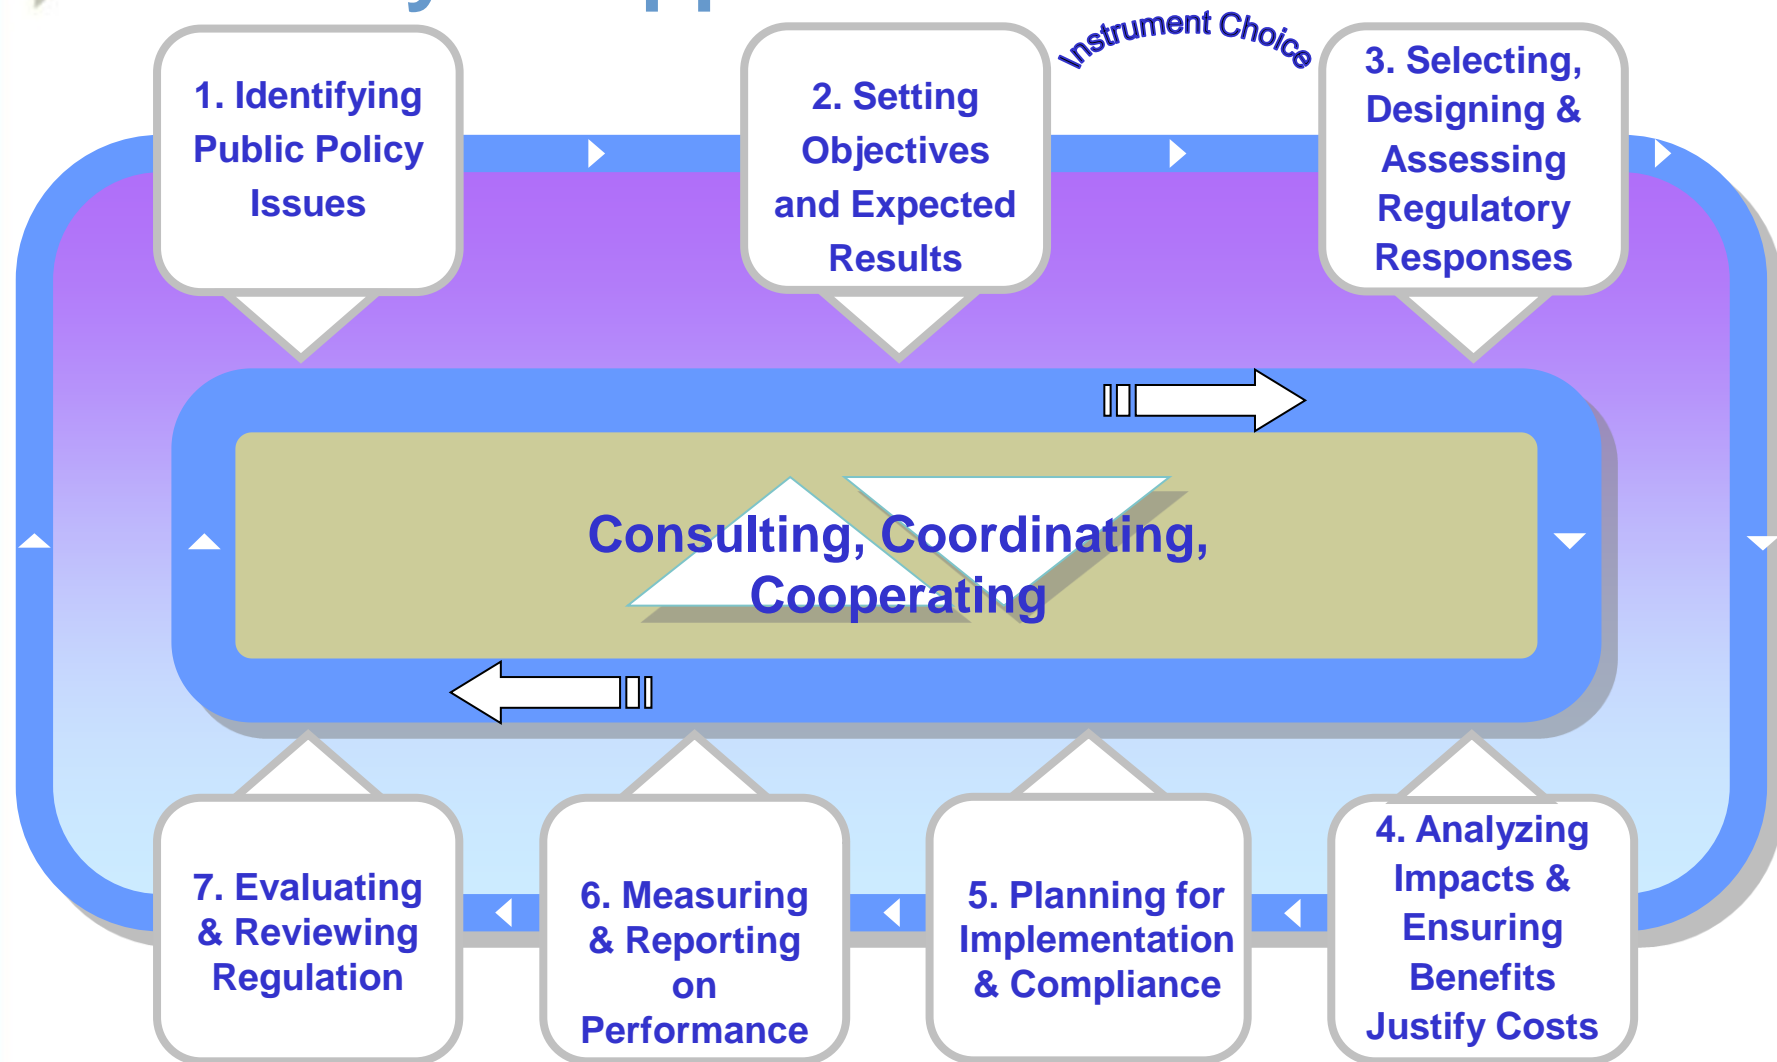 Instrument Choice
1. Identifying
Public Policy
Issues
2. Setting
Objectives
and Expected
Results
3. Selecting,
Designing &
Assessing
Regulatory
Responses
Consulting, Coordinating,
Cooperating
7. Evaluating
& Reviewing
Regulation
6. Measuring
& Reporting
on
Performance
5. Planning for
Implementation
& Compliance
4. Analyzing
Impacts &
Ensuring
Benefits
Justify Costs